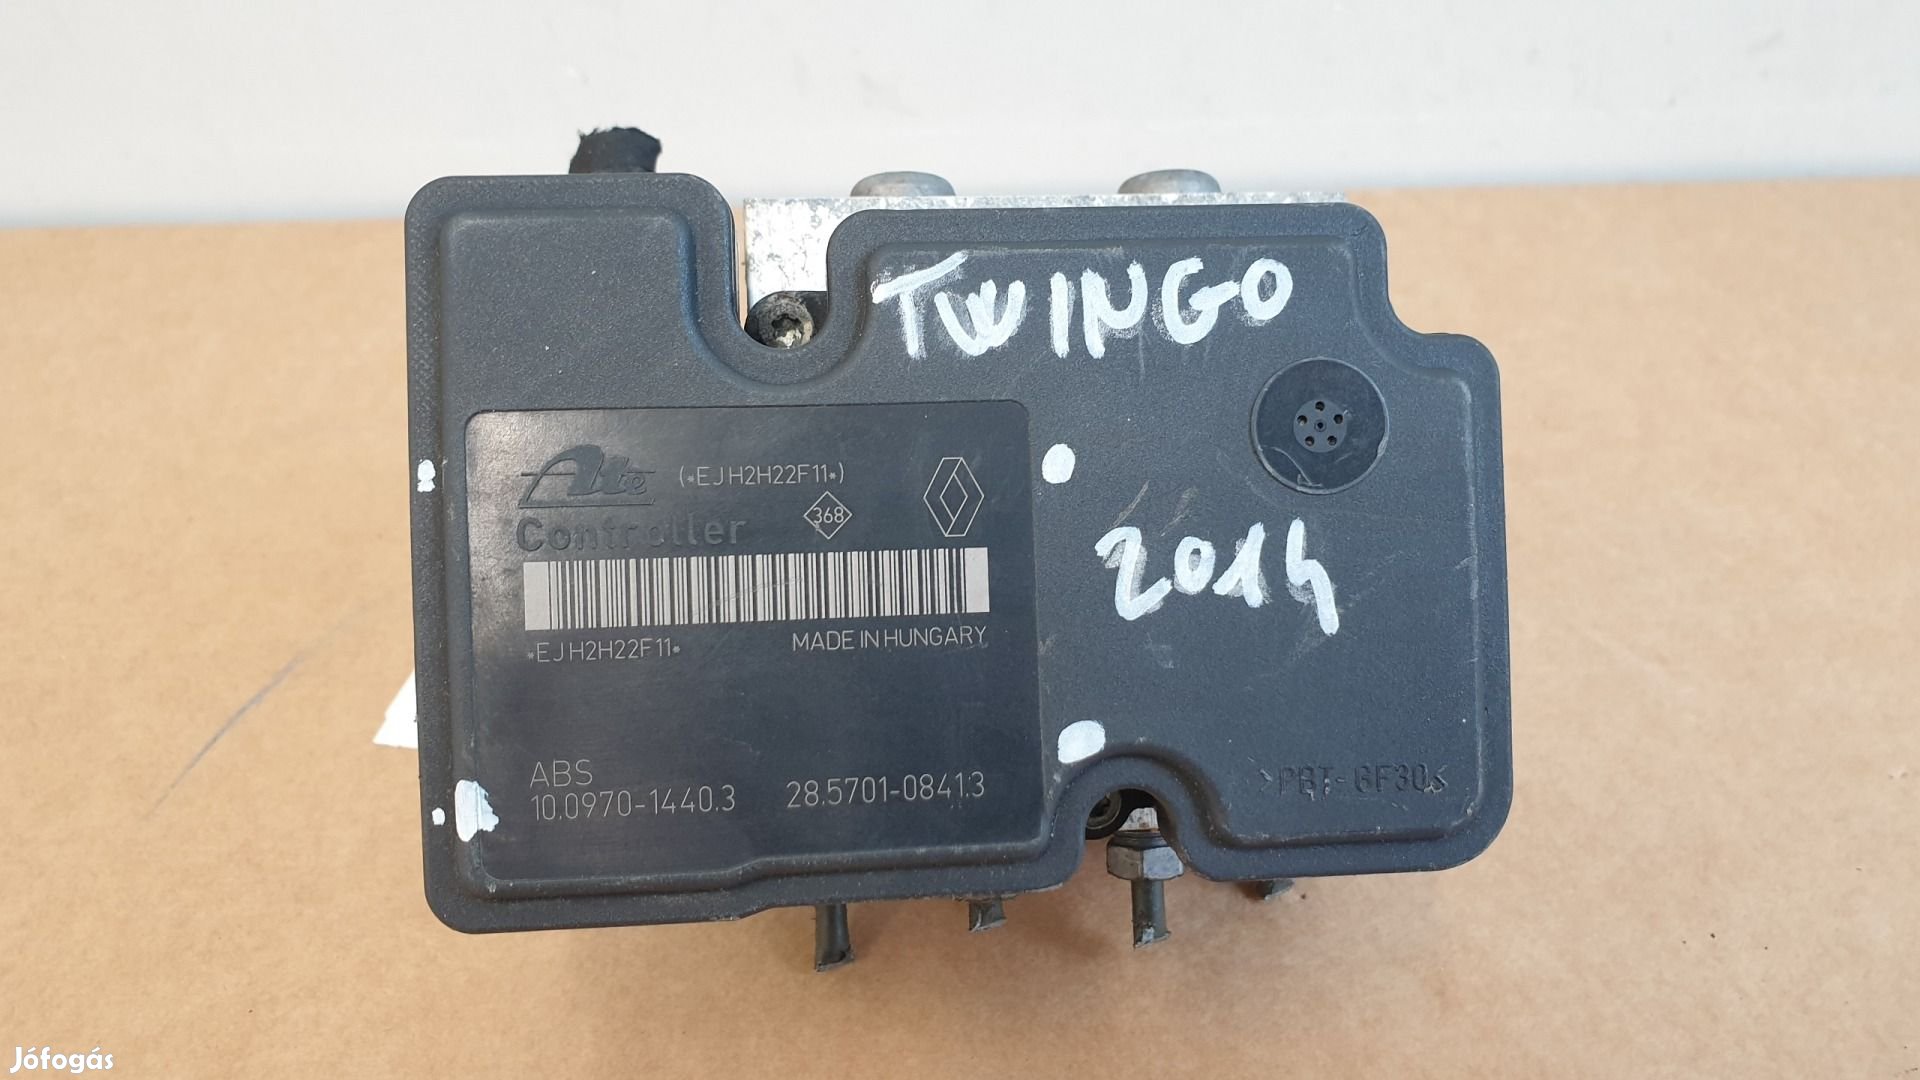 TWINGO
Ate (*EJH2H22F11*)
Controller
368
2014
*EJH2H22F11*
MADE IN HUNGARY
ABS
10.0970-1440.3 28.5701-0841.3
>PBT-GF30<
Jófogás